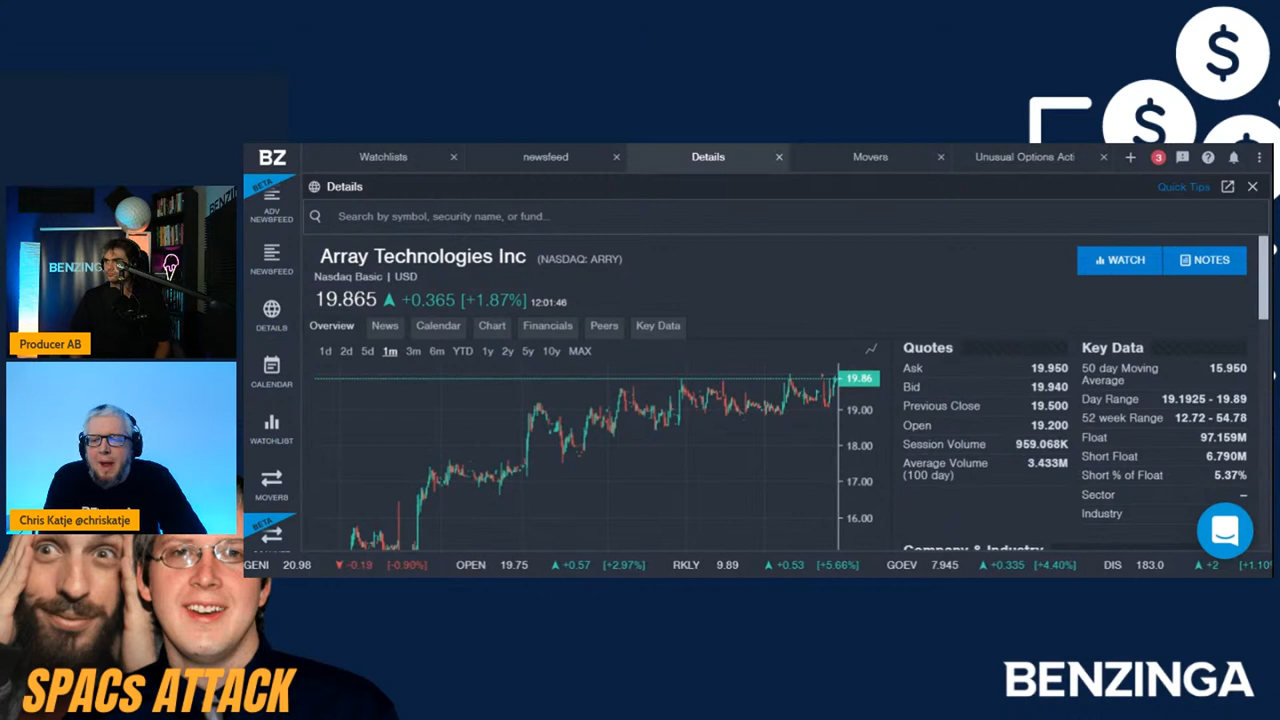 BZ
Watchlists
newsfeed
Details
Movers
Unusual Options Acti
3
BETA
ADV
NEWSFEED
NEWSFEED
DETAILS
CALENDAR
WATCHLIST
MOVERS
BETA
Details
Quick Tips
Search by symbol, security name, or fund...
Array Technologies Inc (NASDAQ: ARRY)
Nasdaq Basic | USD
19.865 +0.365 [+1.87%] 12:01:46
WATCH
NOTES
Overview News Calendar Chart Financials Peers Key Data
1d 2d 5d 1m 3m 6m YTD 1y 2y 5y 10y MAX
19.86
19.00
18.00
17.00
16.00
Quotes
Ask 19.950
Bid 19.940
Previous Close 19.500
Open 19.200
Session Volume 959.068K
Average Volume 3.433M
(100 day)
Key Data
50 day Moving 15.950
Average
Day Range 19.1925 - 19.89
52 week Range 12.72 - 54.78
Float 97.159M
Short Float 6.790M
Short % of Float 5.37%
Sector –
Industry
Company & Industry
GENI 20.98 -0.19 [-0.90%] OPEN 19.75 +0.57 [+2.97%] RKLY 9.89 +0.53 [+5.66%] GOEV 7.945 +0.335 [+4.40%] DIS 183.0 +2 [+1.10
BENZINGA
Producer AB
Chris Katje @chriskatje
SPACs ATTACK
BENZINGA